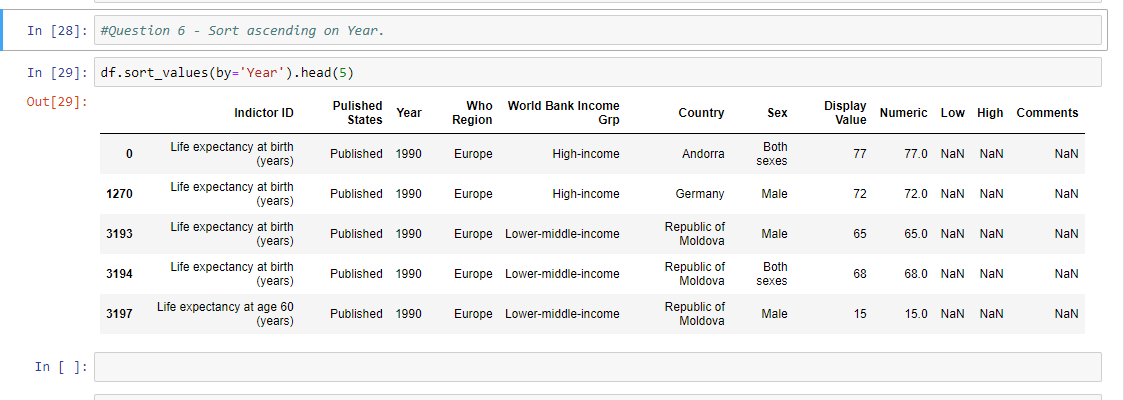 In [28]: #Question 6 - Sort ascending on Year.
In [29]: df.sort_values(by='Year').head(5)
Out[29]:
Indictor ID Pulished States Year Who Region World Bank Income Grp Country Sex Display Value Numeric Low High Comments
0 Life expectancy at birth (years) Published 1990 Europe High-income Andorra Both sexes 77 77.0 NaN NaN NaN
1270 Life expectancy at birth (years) Published 1990 Europe High-income Germany Male 72 72.0 NaN NaN NaN
3193 Life expectancy at birth (years) Published 1990 Europe Lower-middle-income Republic of Moldova Male 65 65.0 NaN NaN NaN
3194 Life expectancy at birth (years) Published 1990 Europe Lower-middle-income Republic of Moldova Both sexes 68 68.0 NaN NaN NaN
3197 Life expectancy at age 60 (years) Published 1990 Europe Lower-middle-income Republic of Moldova Male 15 15.0 NaN NaN NaN
In [ ]: